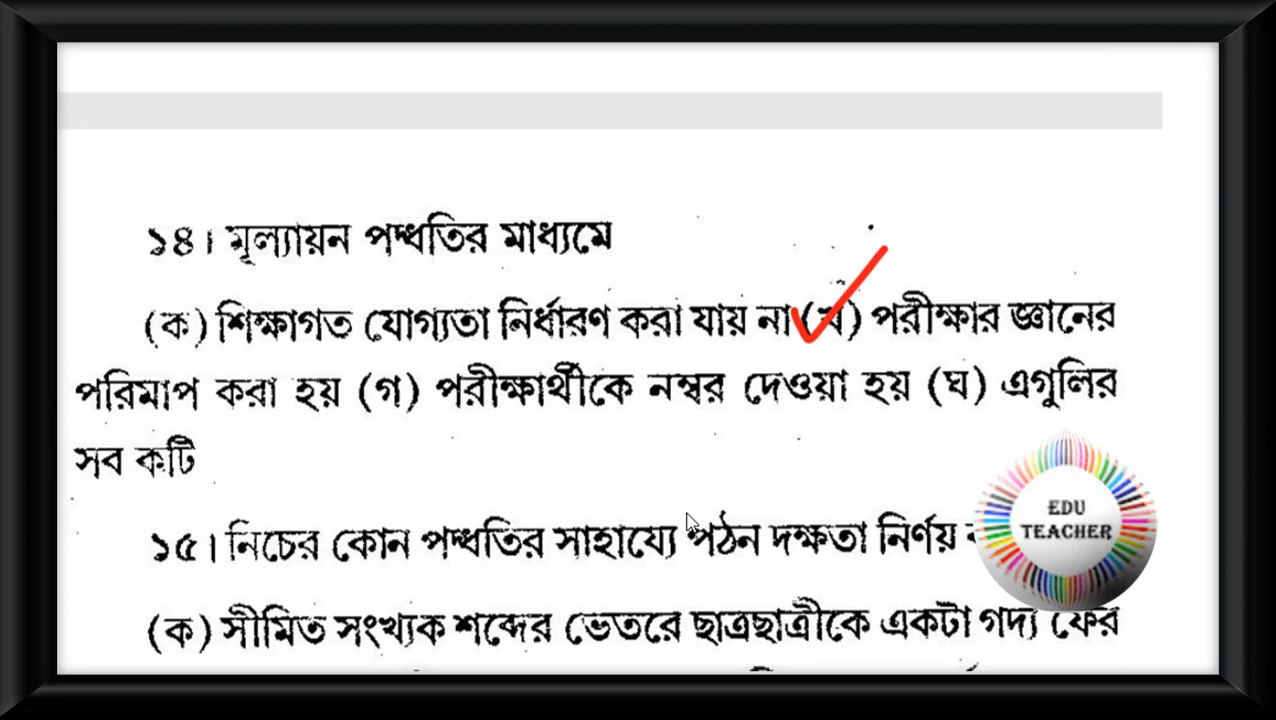 ১৪। মূল্যায়ন পদ্ধতির মাধ্যমে
(ক) শিক্ষাগত যোগ্যতা নির্ধারণ করা যায় না (খ) পরীক্ষার জ্ঞানের
পরিমাপ করা হয় (গ) পরীক্ষার্থীকে নম্বর দেওয়া হয় (ঘ) এগুলির
সব কটি
১৫। নিচের কোন পদ্ধতির সাহায্যে পঠন দক্ষতা নির্ণয়
(ক) সীমিত সংখ্যক শব্দের ভেতরে ছাত্রছাত্রীকে একটা গদ্য ফের
EDU
TEACHER